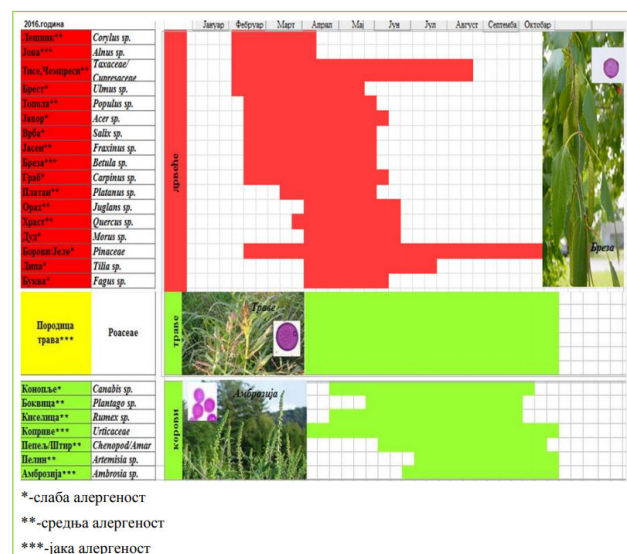 2016.година Јануар Фебруар Март Април Мај Јун Јул Август Септемба Октобар
Лешник** Corylus sp.
Јова*** Alnus sp.
Тисе,Чемпреси** Taxaceae/
Cupresaceae
Брест* Ulmus sp.
Топола** Populus sp.
Јавор* Acer sp.
Врба* Salix sp.
Јасен** Fraxinus sp.
Бреза*** Betula sp.
Граб* Carpinus sp.
Платан** Platanus sp.
Орах** Juglans sp.
Храст** Quercus sp.
Дуд* Morus sp.
Борови/Јеле* Pinaceae
Липа* Tilia sp.
Буква* Fagus sp.
дрвеће
Бреза
Породица
трава***
Poaceae
траве
Траве
Конопље* Canabis sp.
Боквица** Plantago sp.
Киселица** Rumex sp.
Коприве*** Urticaceae
Пепељ/Штир** Chenopod/Amar
Пелин** Artemisia sp.
Амброзија*** Ambrosia sp.
корови
Амброзија
*-слаба алергеност
**-средња алергеност
***-јака алергеност